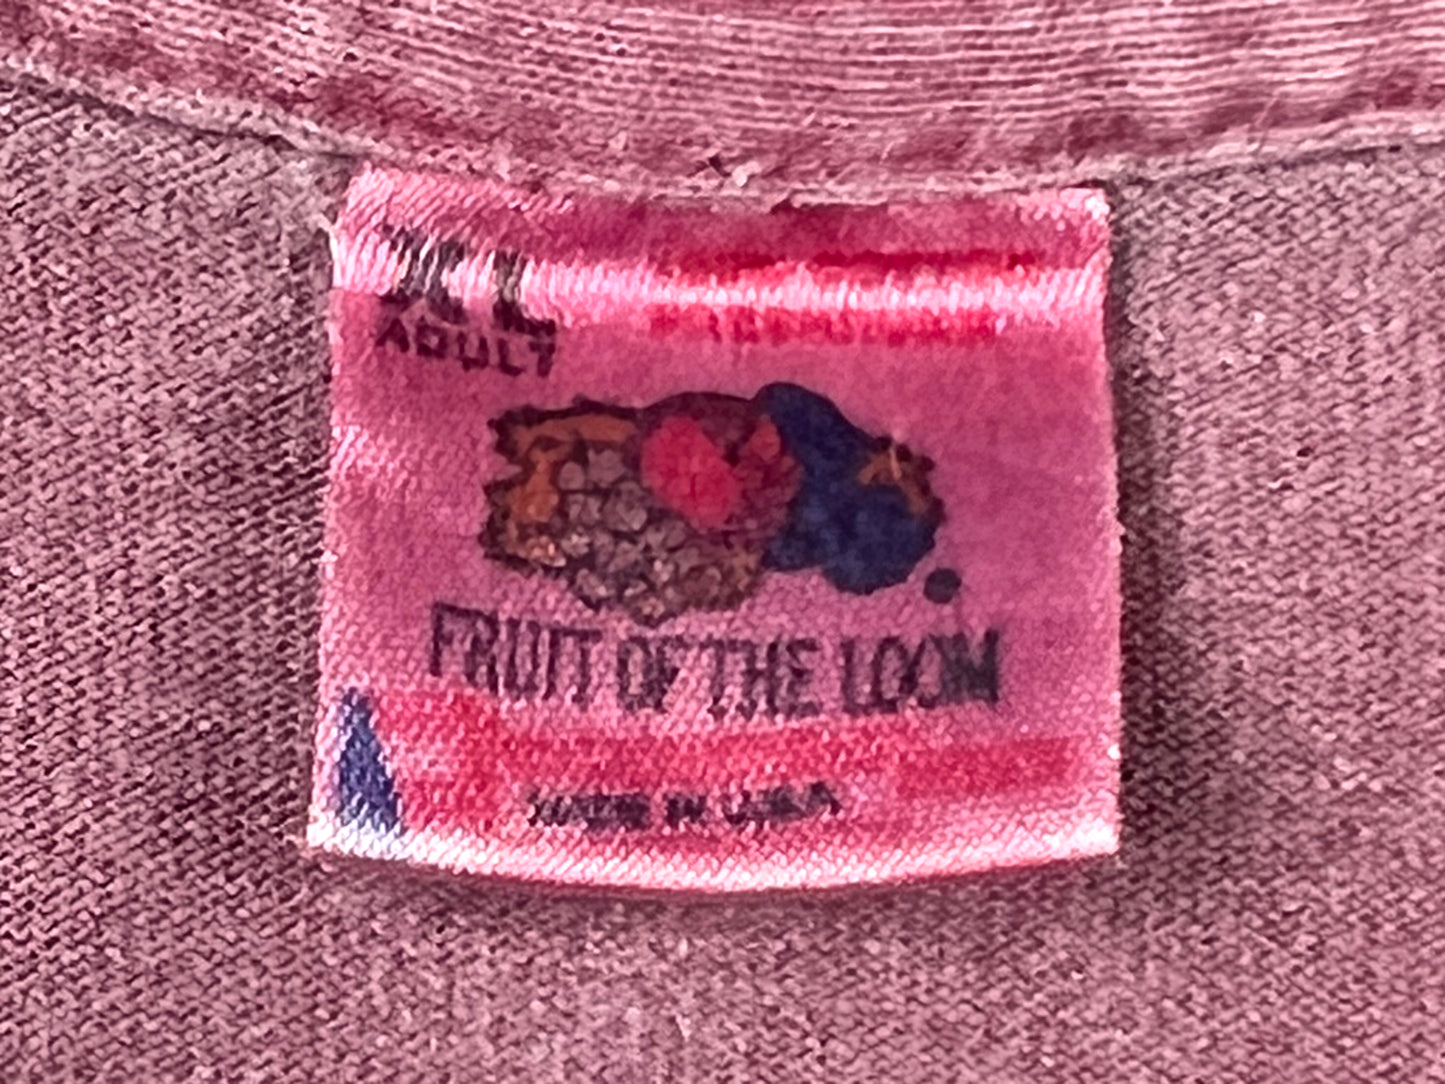 XL
ADULT
FRUIT OF THE LOOM
MADE IN USA